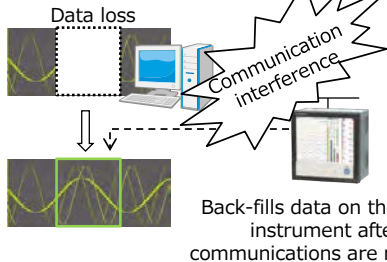 Data loss
Communication
interference
Back-fills data on th
instrument afte
communications are